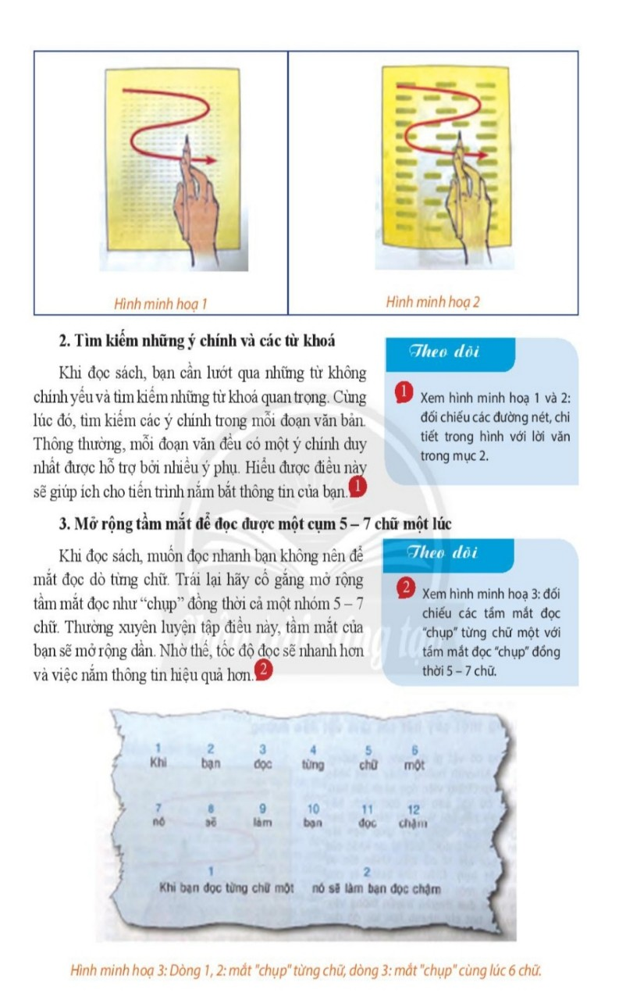 Hình minh hoạ 1
Hình minh hoạ 2
2. Tìm kiếm những ý chính và các từ khoá
Khi đọc sách, bạn cần lướt qua những từ không
chính yếu và tìm kiếm những từ khoá quan trọng. Cùng
lúc đó, tìm kiếm các ý chính trong mỗi đoạn văn bản.
Thông thường, mỗi đoạn văn đều có một ý chính duy
nhất được hỗ trợ bởi nhiều ý phụ. Hiểu được điều này
sẽ giúp ích cho tiến trình nắm bắt thông tin của bạn. 1
Theo dõi
1 Xem hình minh hoạ 1 và 2:
đối chiếu các đường nét, chi
tiết trong hình với lời văn
trong mục 2.
3. Mở rộng tầm mắt để đọc được một cụm 5 – 7 chữ một lúc
Khi đọc sách, muốn đọc nhanh bạn không nên để
mắt đọc dò từng chữ. Trái lại hãy cố gắng mở rộng
tầm mắt đọc như “chụp” đồng thời cả một nhóm 5 – 7
chữ. Thường xuyên luyện tập điều này, tầm mắt của
bạn sẽ mở rộng dần. Nhờ thế, tốc độ đọc sẽ nhanh hơn
và việc nắm thông tin hiệu quả hơn. 2
Theo dõi
2 Xem hình minh hoạ 3: đối
chiếu các tầm mắt đọc
“chụp” từng chữ một với
tầm mắt đọc “chụp” đồng
thời 5 – 7 chữ.
1 2 3 4 5 6
Khi bạn đọc từng chữ một
7 8 9 10 11 12
nó sẽ làm bạn đọc chậm
1 2
Khi bạn đọc từng chữ một nó sẽ làm bạn đọc chậm
Hình minh hoạ 3: Dòng 1, 2: mắt "chụp" từng chữ, dòng 3: mắt "chụp" cùng lúc 6 chữ.